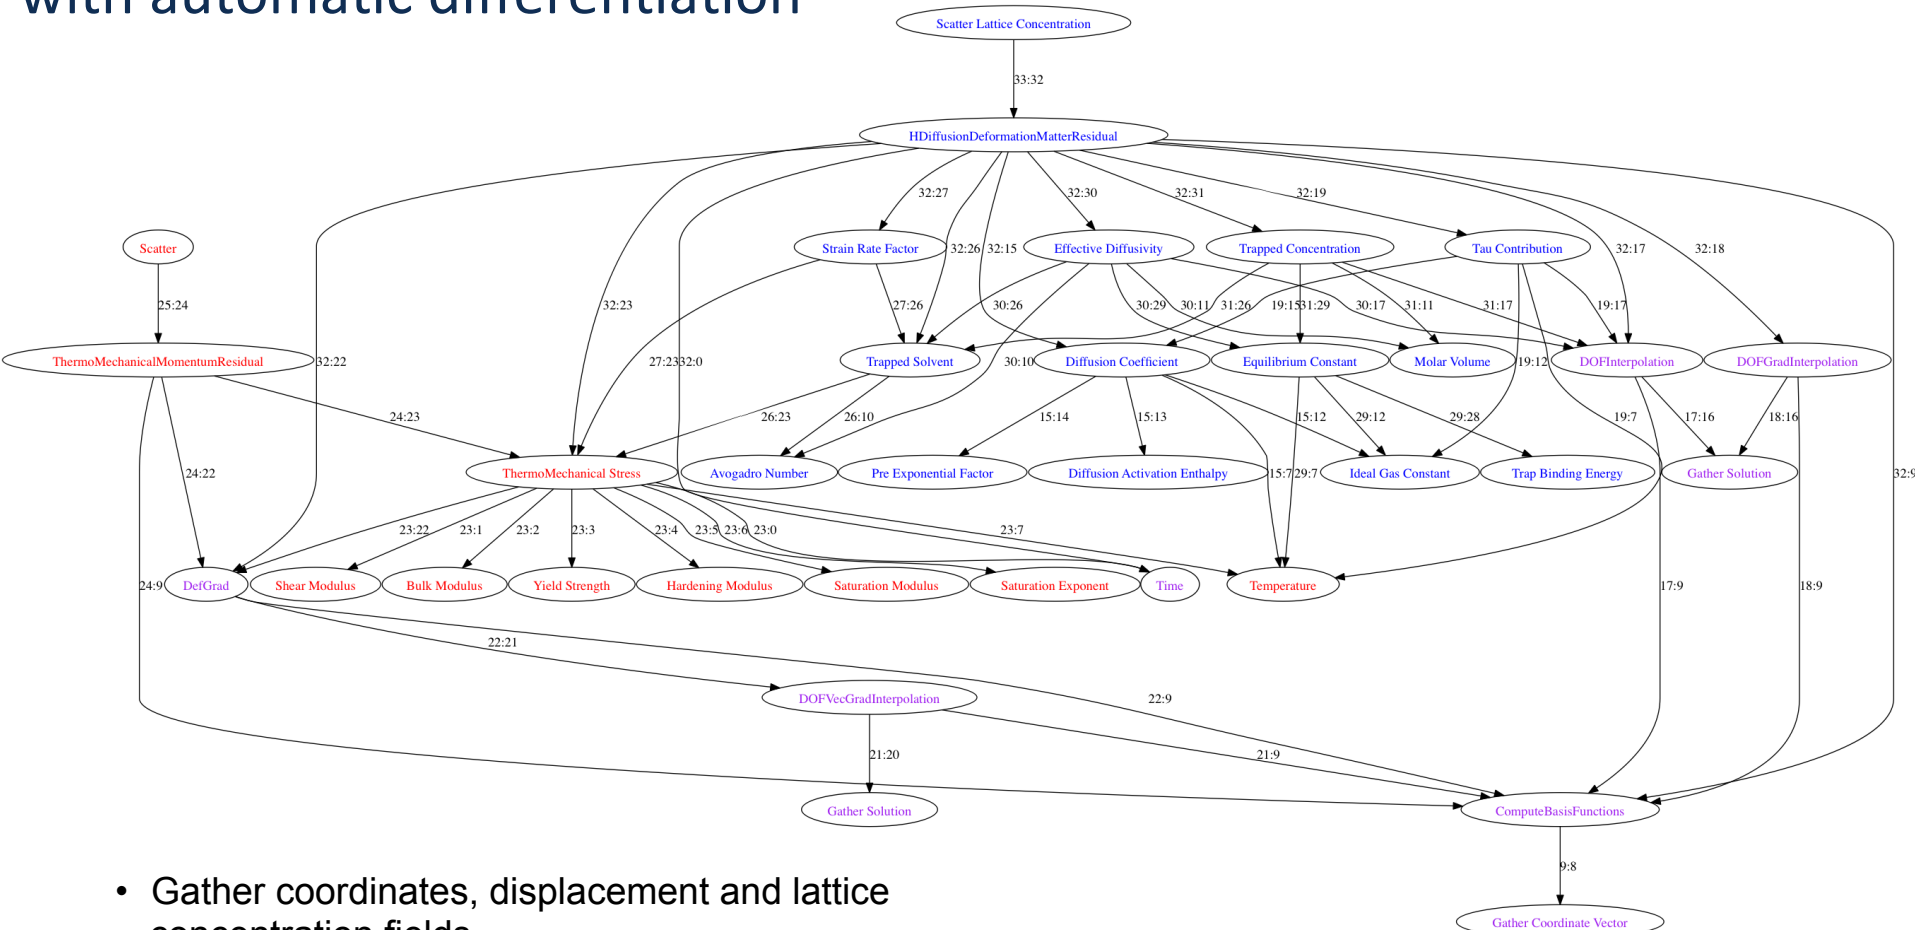 with automatic differentiation
Scatter Lattice Concentration
33:32
HDiffusionDeformationMatterResidual
32:27
32:30
32:31
32:19
Scatter
Strain Rate Factor
32:26
32:15
Effective Diffusivity
Trapped Concentration
Tau Contribution
32:17
32:18
25:24
32:23
27:26
30:26
30:29
30:11
31:26
19:15
31:29
30:17
31:11
31:17
19:17
ThermoMechanicalMomentumResidual
32:22
27:23
32:0
Trapped Solvent
30:10
Diffusion Coefficient
Equilibrium Constant
Molar Volume
19:12
DOFInterpolation
DOFGradInterpolation
24:23
26:23
26:10
15:14
15:13
15:12
29:12
29:28
19:7
17:16
18:16
24:22
ThermoMechanical Stress
Avogadro Number
Pre Exponential Factor
Diffusion Activation Enthalpy
15:7
29:7
Ideal Gas Constant
Trap Binding Energy
Gather Solution
32:9
23:22
23:1
23:2
23:3
23:4
23:5
23:6
23:0
23:7
24:9
DefGrad
Shear Modulus
Bulk Modulus
Yield Strength
Hardening Modulus
Saturation Modulus
Saturation Exponent
Time
Temperature
17:9
18:9
22:21
DOFVecGradInterpolation
22:9
21:20
21:9
Gather Solution
ComputeBasisFunctions
9:8
• Gather coordinates, displacement and lattice
concentration fields
Gather Coordinate Vector